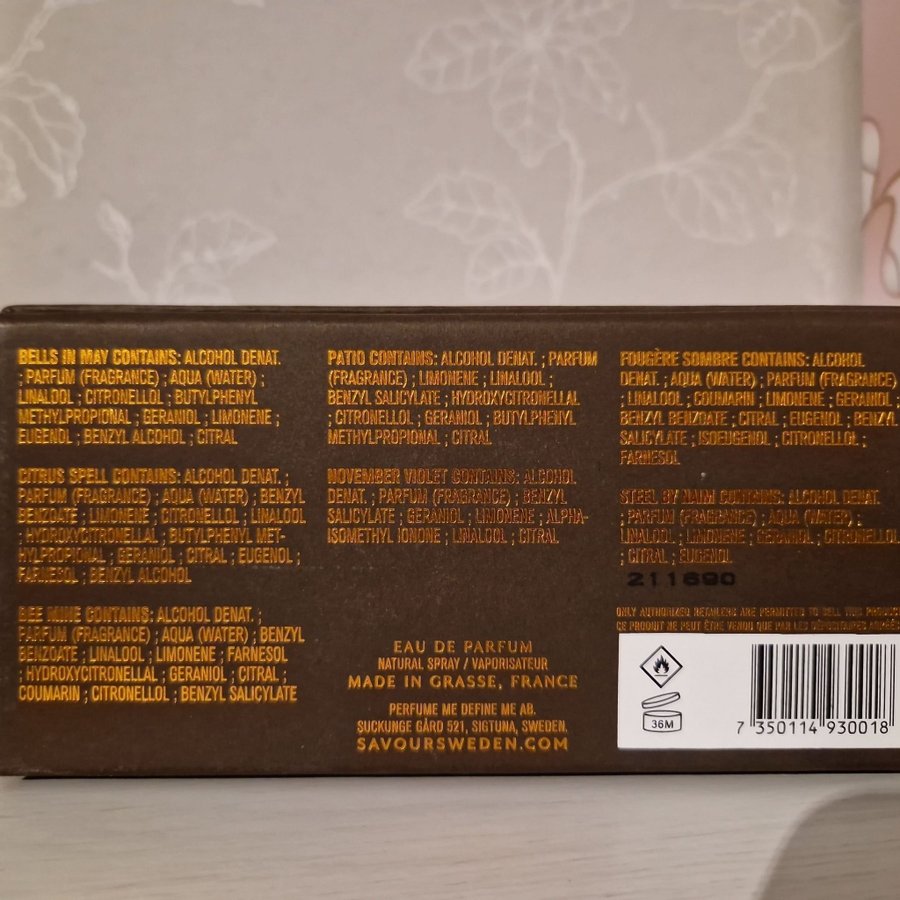 BELLS IN MAY CONTAINS: ALCOHOL DENAT.
; PARFUM (FRAGRANCE) ; AQUA (WATER) ;
LINALOOL ; CITRONELLOL ; BUTYLPHENYL
METHYLPROPIONAL ; GERANIOL ; LIMONENE ;
EUGENOL ; BENZYL ALCOHOL ; CITRAL
CITRUS SPELL CONTAINS: ALCOHOL DENAT. ;
PARFUM (FRAGRANCE) ; AQUA (WATER) ; BENZYL
BENZOATE ; LIMONENE ; CITRONELLOL ; LINALOOL
; HYDROXYCITRONELLAL ; BUTYLPHENYL MET-
HYLPROPIONAL ; GERANIOL ; CITRAL ; EUGENOL ;
FARNESOL ; BENZYL ALCOHOL
BEE MINE CONTAINS: ALCOHOL DENAT. ;
PARFUM (FRAGRANCE) ; AQUA (WATER) ; BENZYL
BENZOATE ; LINALOOL ; LIMONENE ; FARNESOL
; HYDROXYCITRONELLAL ; GERANIOL ; CITRAL ;
COUMARIN ; CITRONELLOL ; BENZYL SALICYLATE
PATIO CONTAINS: ALCOHOL DENAT. ; PARFUM
(FRAGRANCE) ; LIMONENE ; LINALOOL ;
BENZYL SALICYLATE ; HYDROXYCITRONELLAL
; CITRONELLOL ; GERANIOL ; BUTYLPHENYL
METHYLPROPIONAL ; CITRAL
NOVEMBER VIOLET CONTAINS: ALCOHOL
DENAT. ; PARFUM (FRAGRANCE) ; BENZYL
SALICYLATE ; GERANIOL ; LIMONENE ; ALPHA-
ISOMETHYL IONONE ; LINALOOL ; CITRAL
EAU DE PARFUM
NATURAL SPRAY / VAPORISATEUR
MADE IN GRASSE, FRANCE
PERFUME ME DEFINE ME AB.
SUCKUNGE GÅRD 521, SIGTUNA, SWEDEN.
SAVOURSWEDEN.COM
FOUGÈRE SOMBRE CONTAINS: ALCOHOL
DENAT. ; AQUA (WATER) ; PARFUM (FRAGRANCE)
; LINALOOL ; COUMARIN ; LIMONENE ; GERANIOL ;
BENZYL BENZOATE ; CITRAL ; EUGENOL ; BENZYL
SALICYLATE ; ISOEUGENOL ; CITRONELLOL ;
FARNESOL
STEEL BY NAIM CONTAINS: ALCOHOL DENAT.
; PARFUM (FRAGRANCE) ; AQUA (WATER) ;
LINALOOL ; LIMONENE ; GERANIOL ; CITRONELLOL
; CITRAL ; EUGENOL
211690
ONLY AUTHORIZED RETAILERS ARE PERMITTED TO SELL THIS PRODUCT
CE PRODUIT NE PEUT ÊTRE VENDU QUE PAR LES DÉPOSITAIRES
36M
7 350114 930018